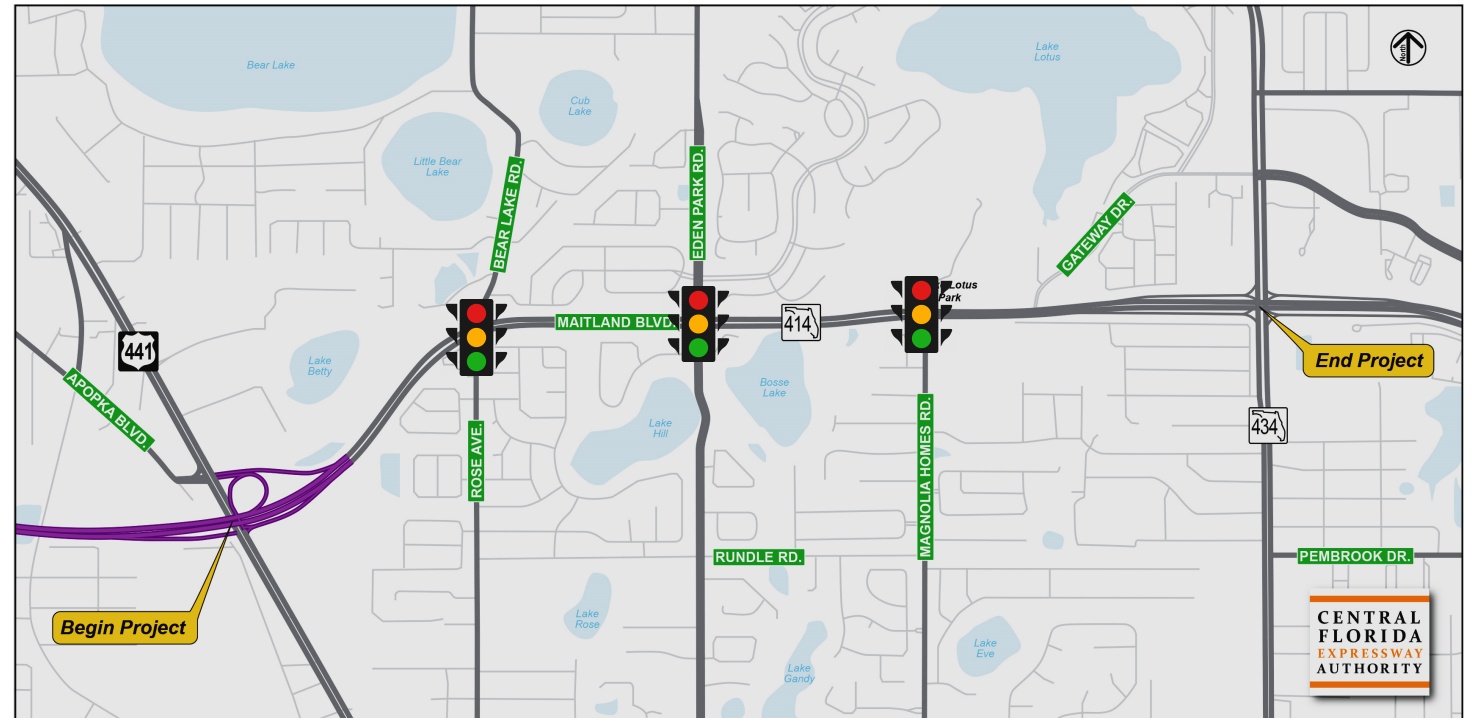 Bear Lake
Lake
Lotus
North
Cub
Lake
Little Bear
Lake
BEAR LAKE RD.
EDEN PARK RD.
GATEWAY DR.
Lotus
Park
MAITLAND BLVD.
414
441
Lake
Betty
End Project
APOPKA BLVD.
Bosse
Lake
Lake
Hill
434
ROSE AVE.
MAGNOLIA HOMES RD.
RUNDLE RD.
PEMBROOK DR.
Begin Project
Lake
Rose
Lake
Eve
Lake
Gandy
CENTRAL
FLORIDA
EXPRESSWAY
AUTHORITY